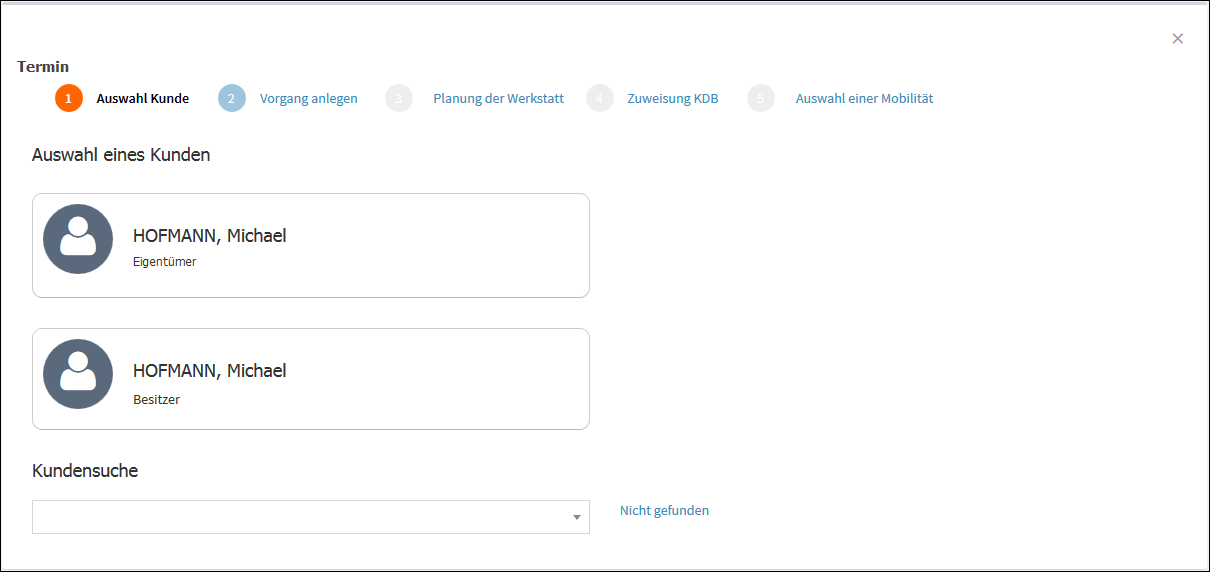 Termin
1 Auswahl Kunde 2 Vorgang anlegen 3 Planung der Werkstatt 4 Zuweisung KDB 5 Auswahl einer Mobilität
Auswahl eines Kunden
HOFMANN, Michael
Eigentümer
HOFMANN, Michael
Besitzer
Kundensuche
Nicht gefunden